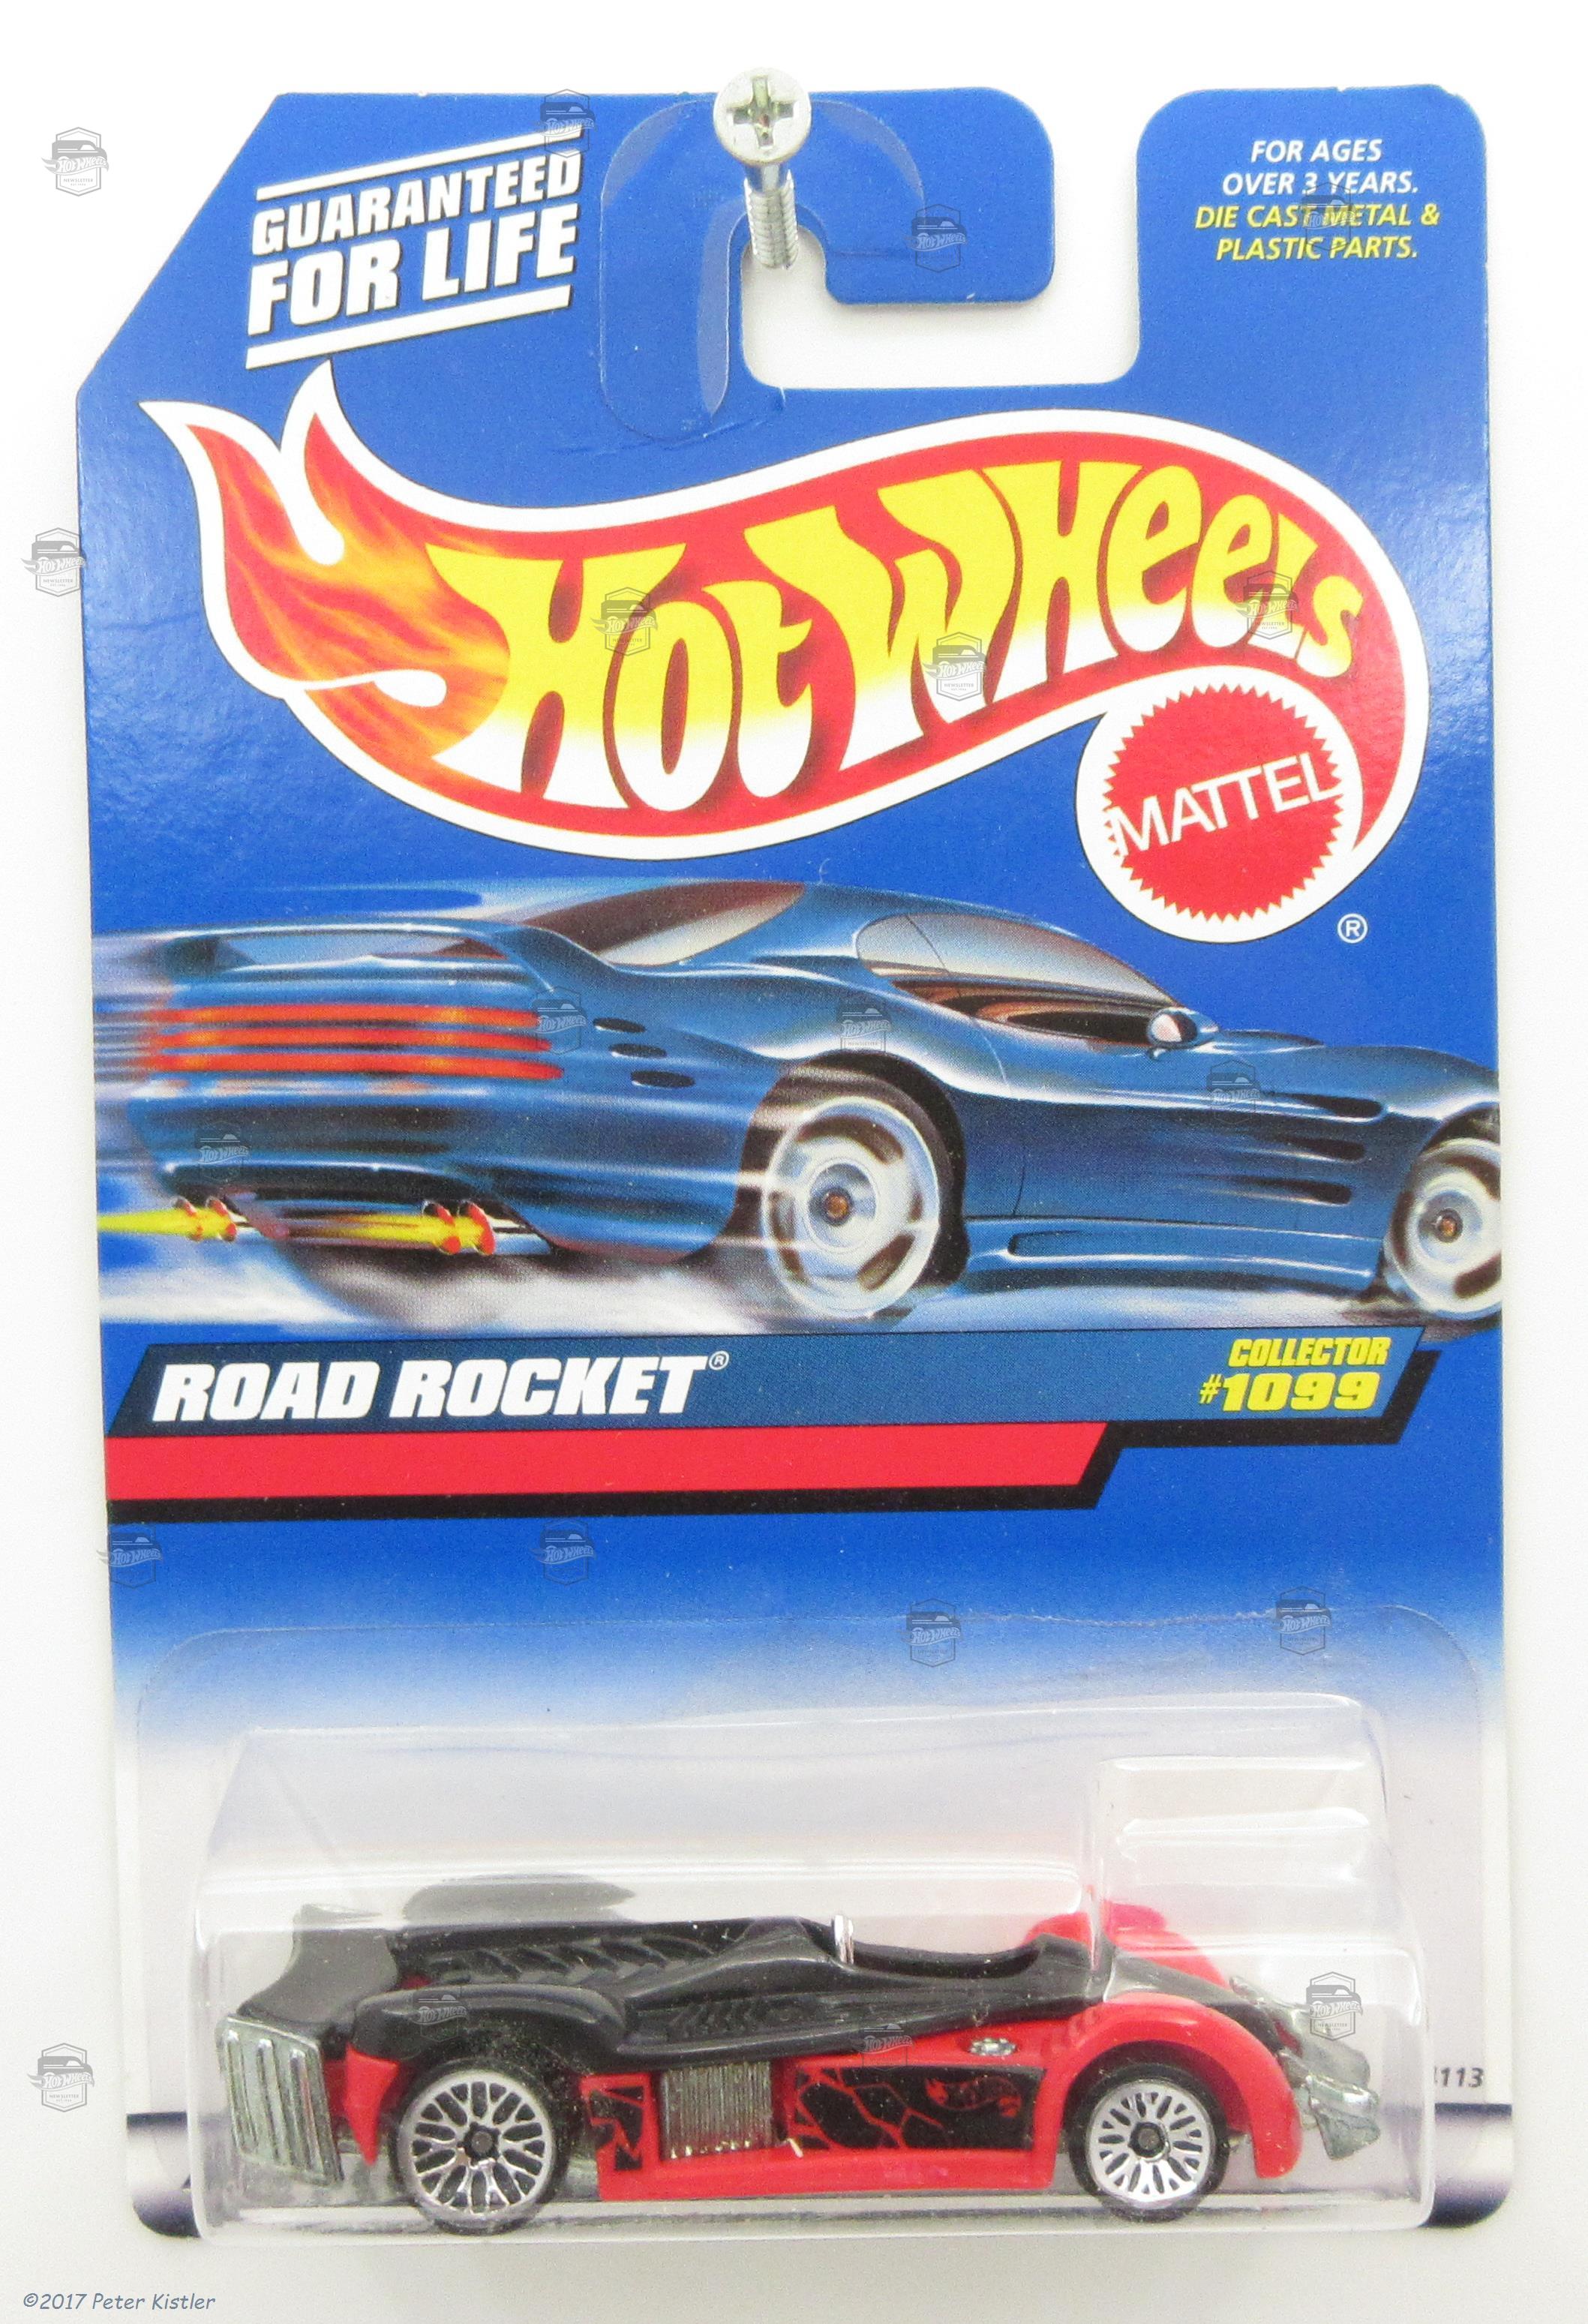 GUARANTEED
FOR LIFE
FOR AGES
OVER 3 YEARS.
DIE CAST METAL &
PLASTIC PARTS.
HOT WHEELS
MATTEL
®
ROAD ROCKET®
COLLECTOR
#1099
1113
©2017 Peter Kistler